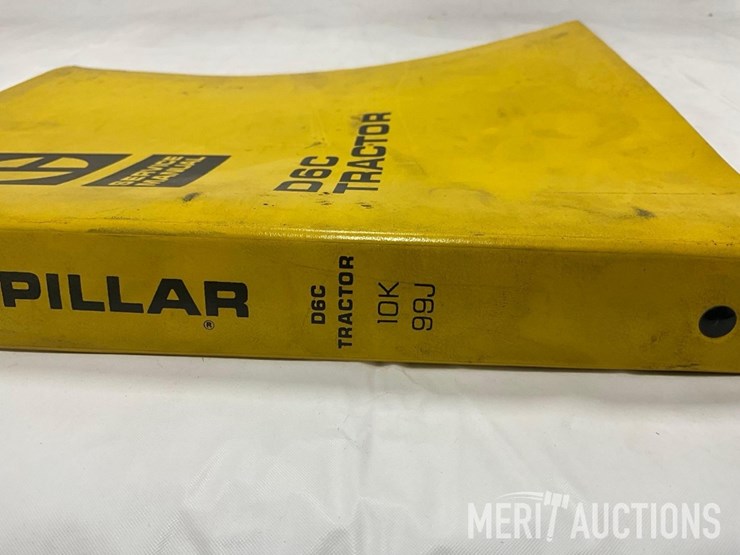 SERVICE
MANUAL
D6C
TRACTOR
PILLAR
®
D6C
TRACTOR
10K
99J
MERIT AUCTIONS